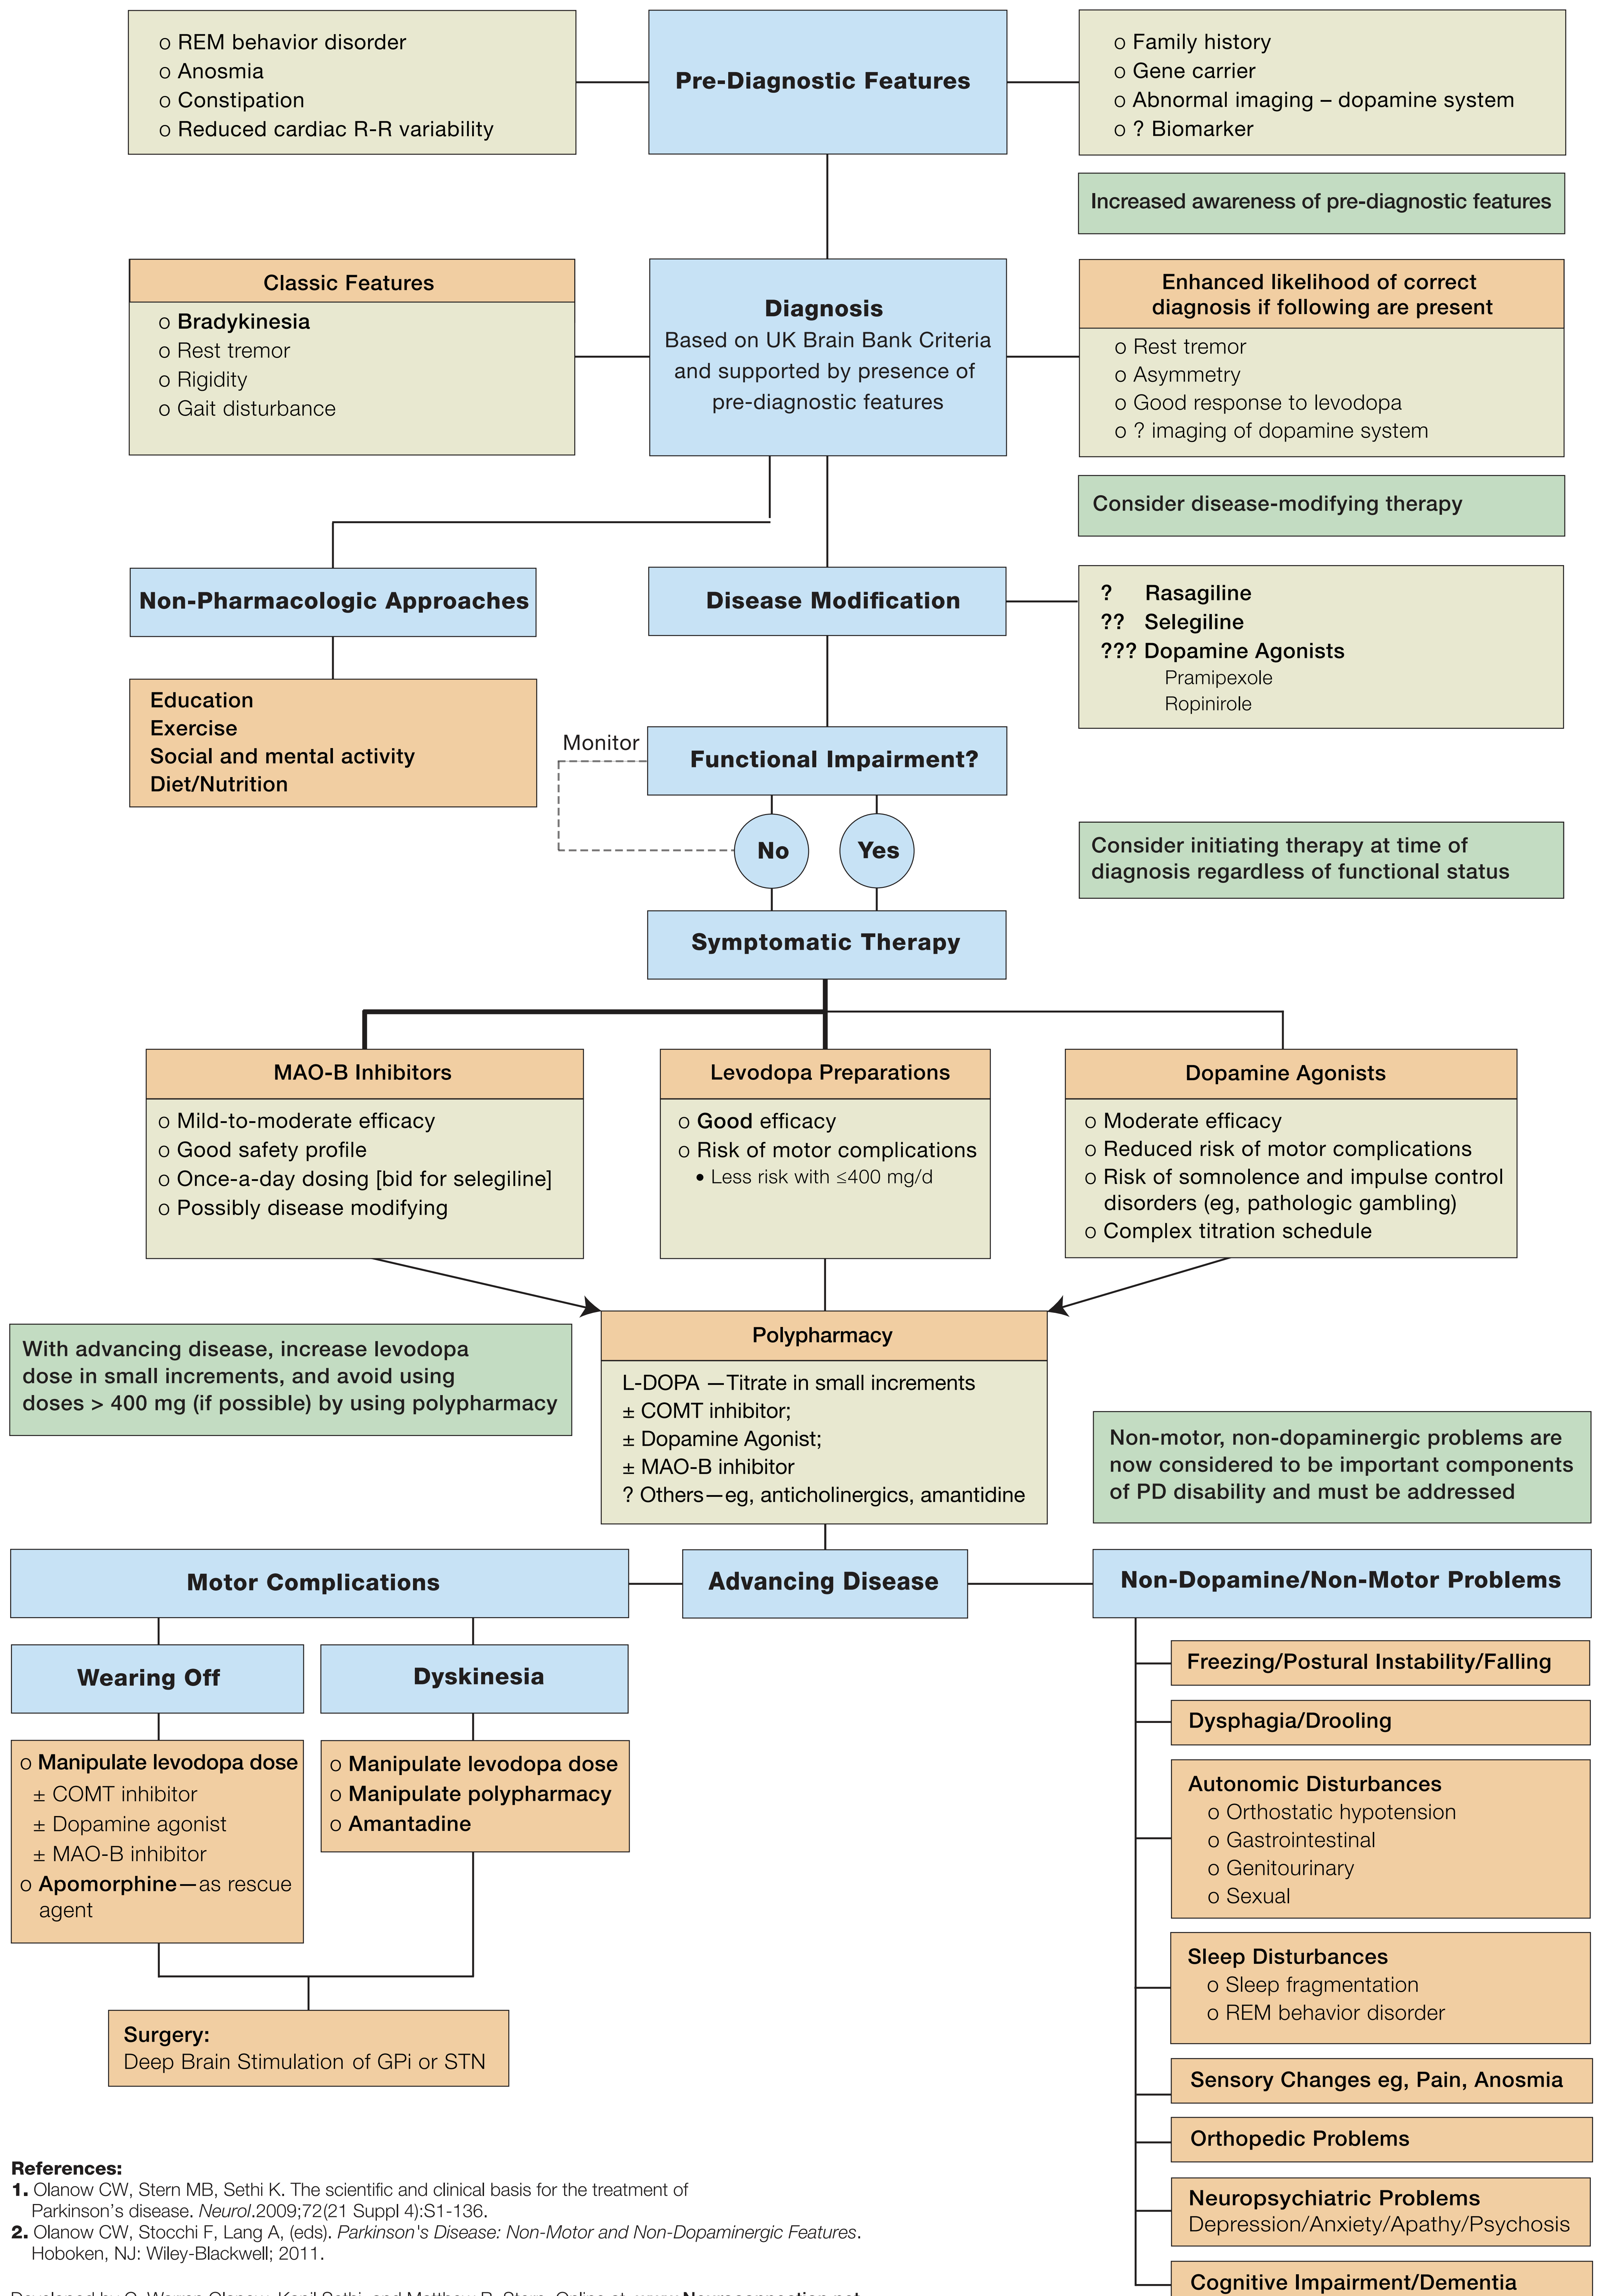 o REM behavior disorder
o Anosmia
o Constipation
o Reduced cardiac R-R variability
Pre-Diagnostic Features
o Family history
o Gene carrier
o Abnormal imaging – dopamine system
o ? Biomarker
Increased awareness of pre-diagnostic features
Classic Features
o Bradykinesia
o Rest tremor
o Rigidity
o Gait disturbance
Diagnosis
Based on UK Brain Bank Criteria
and supported by presence of
pre-diagnostic features
Enhanced likelihood of correct
diagnosis if following are present
o Rest tremor
o Asymmetry
o Good response to levodopa
o ? imaging of dopamine system
Consider disease-modifying therapy
Non-Pharmacologic Approaches
Education
Exercise
Social and mental activity
Diet/Nutrition
Disease Modification
? Rasagiline
?? Selegiline
??? Dopamine Agonists
Pramipexole
Ropinirole
Monitor
Functional Impairment?
No
Yes
Consider initiating therapy at time of
diagnosis regardless of functional status
Symptomatic Therapy
MAO-B Inhibitors
o Mild-to-moderate efficacy
o Good safety profile
o Once-a-day dosing [bid for selegiline]
o Possibly disease modifying
Levodopa Preparations
o Good efficacy
o Risk of motor complications
• Less risk with ≤400 mg/d
Dopamine Agonists
o Moderate efficacy
o Reduced risk of motor complications
o Risk of somnolence and impulse control
disorders (eg, pathologic gambling)
o Complex titration schedule
With advancing disease, increase levodopa
dose in small increments, and avoid using
doses > 400 mg (if possible) by using polypharmacy
Polypharmacy
L-DOPA —Titrate in small increments
± COMT inhibitor;
± Dopamine Agonist;
± MAO-B inhibitor
? Others—eg, anticholinergics, amantidine
Non-motor, non-dopaminergic problems are
now considered to be important components
of PD disability and must be addressed
Motor Complications
Advancing Disease
Non-Dopamine/Non-Motor Problems
Wearing Off
o Manipulate levodopa dose
± COMT inhibitor
± Dopamine agonist
± MAO-B inhibitor
o Apomorphine—as rescue
agent
Dyskinesia
o Manipulate levodopa dose
o Manipulate polypharmacy
o Amantadine
Surgery:
Deep Brain Stimulation of GPi or STN
Freezing/Postural Instability/Falling
Dysphagia/Drooling
Autonomic Disturbances
o Orthostatic hypotension
o Gastrointestinal
o Genitourinary
o Sexual
Sleep Disturbances
o Sleep fragmentation
o REM behavior disorder
Sensory Changes eg, Pain, Anosmia
Orthopedic Problems
Neuropsychiatric Problems
Depression/Anxiety/Apathy/Psychosis
Cognitive Impairment/Dementia
References:
1. Olanow CW, Stern MB, Sethi K. The scientific and clinical basis for the treatment of
Parkinson's disease. Neurol.2009;72(21 Suppl 4):S1-136.
2. Olanow CW, Stocchi F, Lang A, (eds). Parkinson's Disease: Non-Motor and Non-Dopaminergic Features.
Hoboken, NJ: Wiley-Blackwell; 2011.